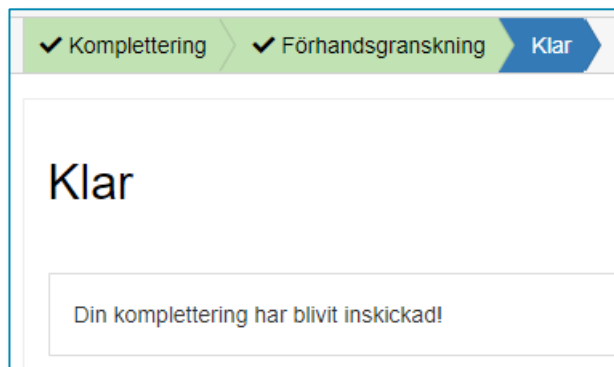 Komplettering Förhandsgranskning Klar
Klar
Din komplettering har blivit inskickad!